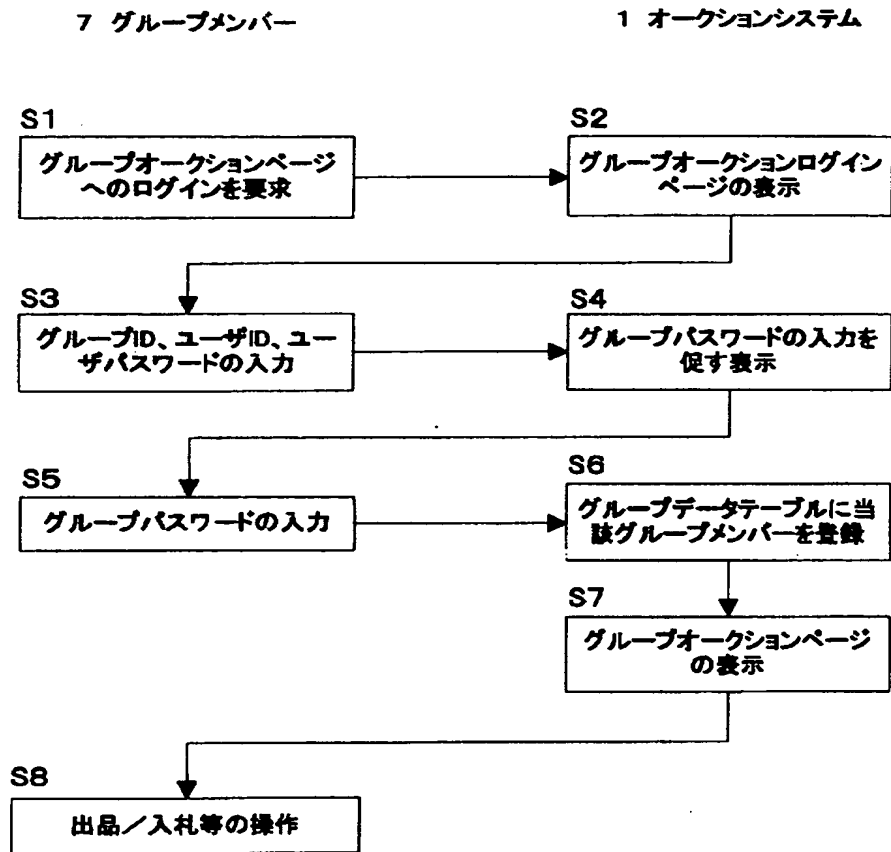 7 グループメンバー
1 オークションシステム
S1
グループオークションページ
へのログインを要求
S2
グループオークションログイン
ページの表示
S3
グループID、ユーザID、ユー
ザパスワードの入力
S4
グループパスワードの入力を
促す表示
S5
グループパスワードの入力
S6
グループデータテーブルに当
該グループメンバーを登録
S7
グループオークションページ
の表示
S8
出品／入札等の操作